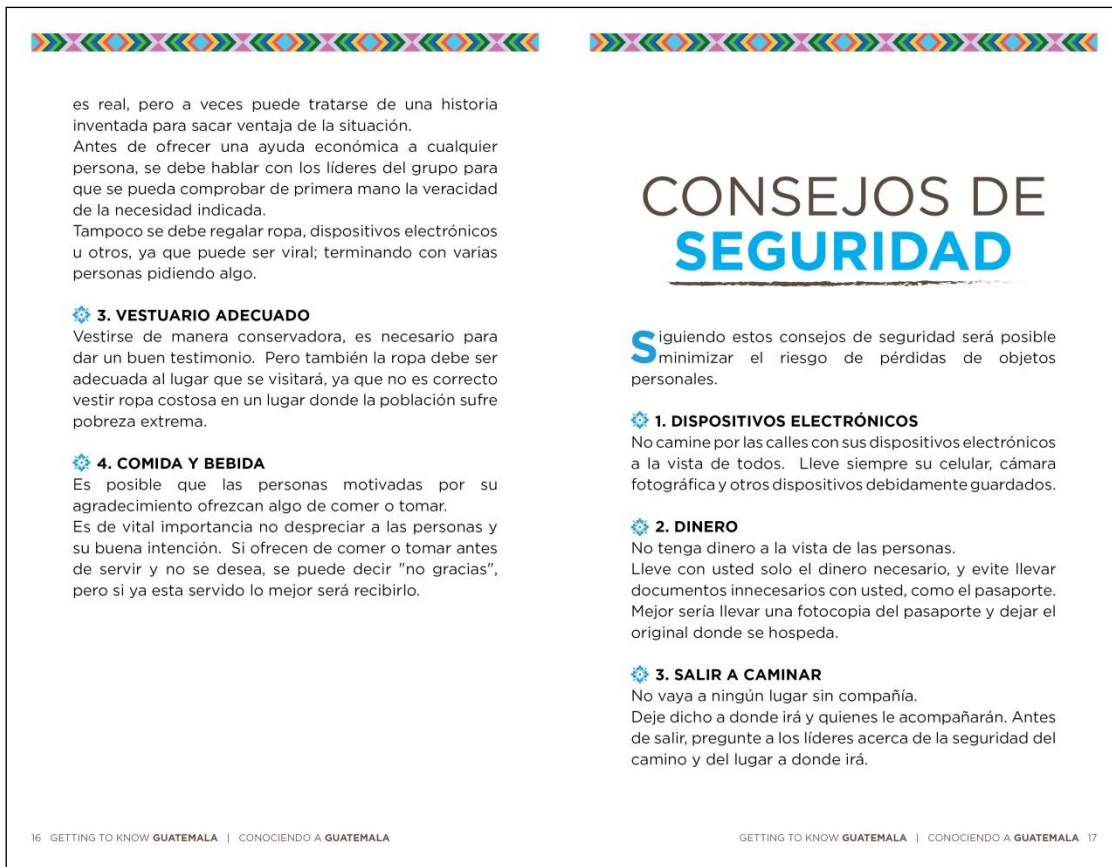 es real, pero a veces puede tratarse de una historia
inventada para sacar ventaja de la situación.
Antes de ofrecer una ayuda económica a cualquier
persona, se debe hablar con los líderes del grupo para
que se pueda comprobar de primera mano la veracidad
de la necesidad indicada.
Tampoco se debe regalar ropa, dispositivos electrónicos
u otros, ya que puede ser viral; terminando con varias
personas pidiendo algo.
3. VESTUARIO ADECUADO
Vestirse de manera conservadora, es necesario para
dar un buen testimonio. Pero también la ropa debe ser
adecuada al lugar que se visitará, ya que no es correcto
vestir ropa costosa en un lugar donde la población sufre
pobreza extrema.
4. COMIDA Y BEBIDA
Es posible que las personas motivadas por su
agradecimiento ofrezcan algo de comer o tomar.
Es de vital importancia no despreciar a las personas y
su buena intención. Si ofrecen de comer o tomar antes
de servir y no se desea, se puede decir "no gracias",
pero si ya esta servido lo mejor será recibirlo.
16 GETTING TO KNOW GUATEMALA | CONOCIENDO A GUATEMALA
CONSEJOS DE
SEGURIDAD
Siguiendo estos consejos de seguridad será posible
minimizar el riesgo de pérdidas de objetos
personales.
1. DISPOSITIVOS ELECTRÓNICOS
No camine por las calles con sus dispositivos electrónicos
a la vista de todos. Lleve siempre su celular, cámara
fotográfica y otros dispositivos debidamente guardados.
2. DINERO
No tenga dinero a la vista de las personas.
Lleve con usted solo el dinero necesario, y evite llevar
documentos innecesarios con usted, como el pasaporte.
Mejor sería llevar una fotocopia del pasaporte y dejar el
original donde se hospeda.
3. SALIR A CAMINAR
No vaya a ningún lugar sin compañía.
Deje dicho a donde irá y quienes le acompañarán. Antes
de salir, pregunte a los líderes acerca de la seguridad del
camino y del lugar a donde irá.
GETTING TO KNOW GUATEMALA | CONOCIENDO A GUATEMALA 17